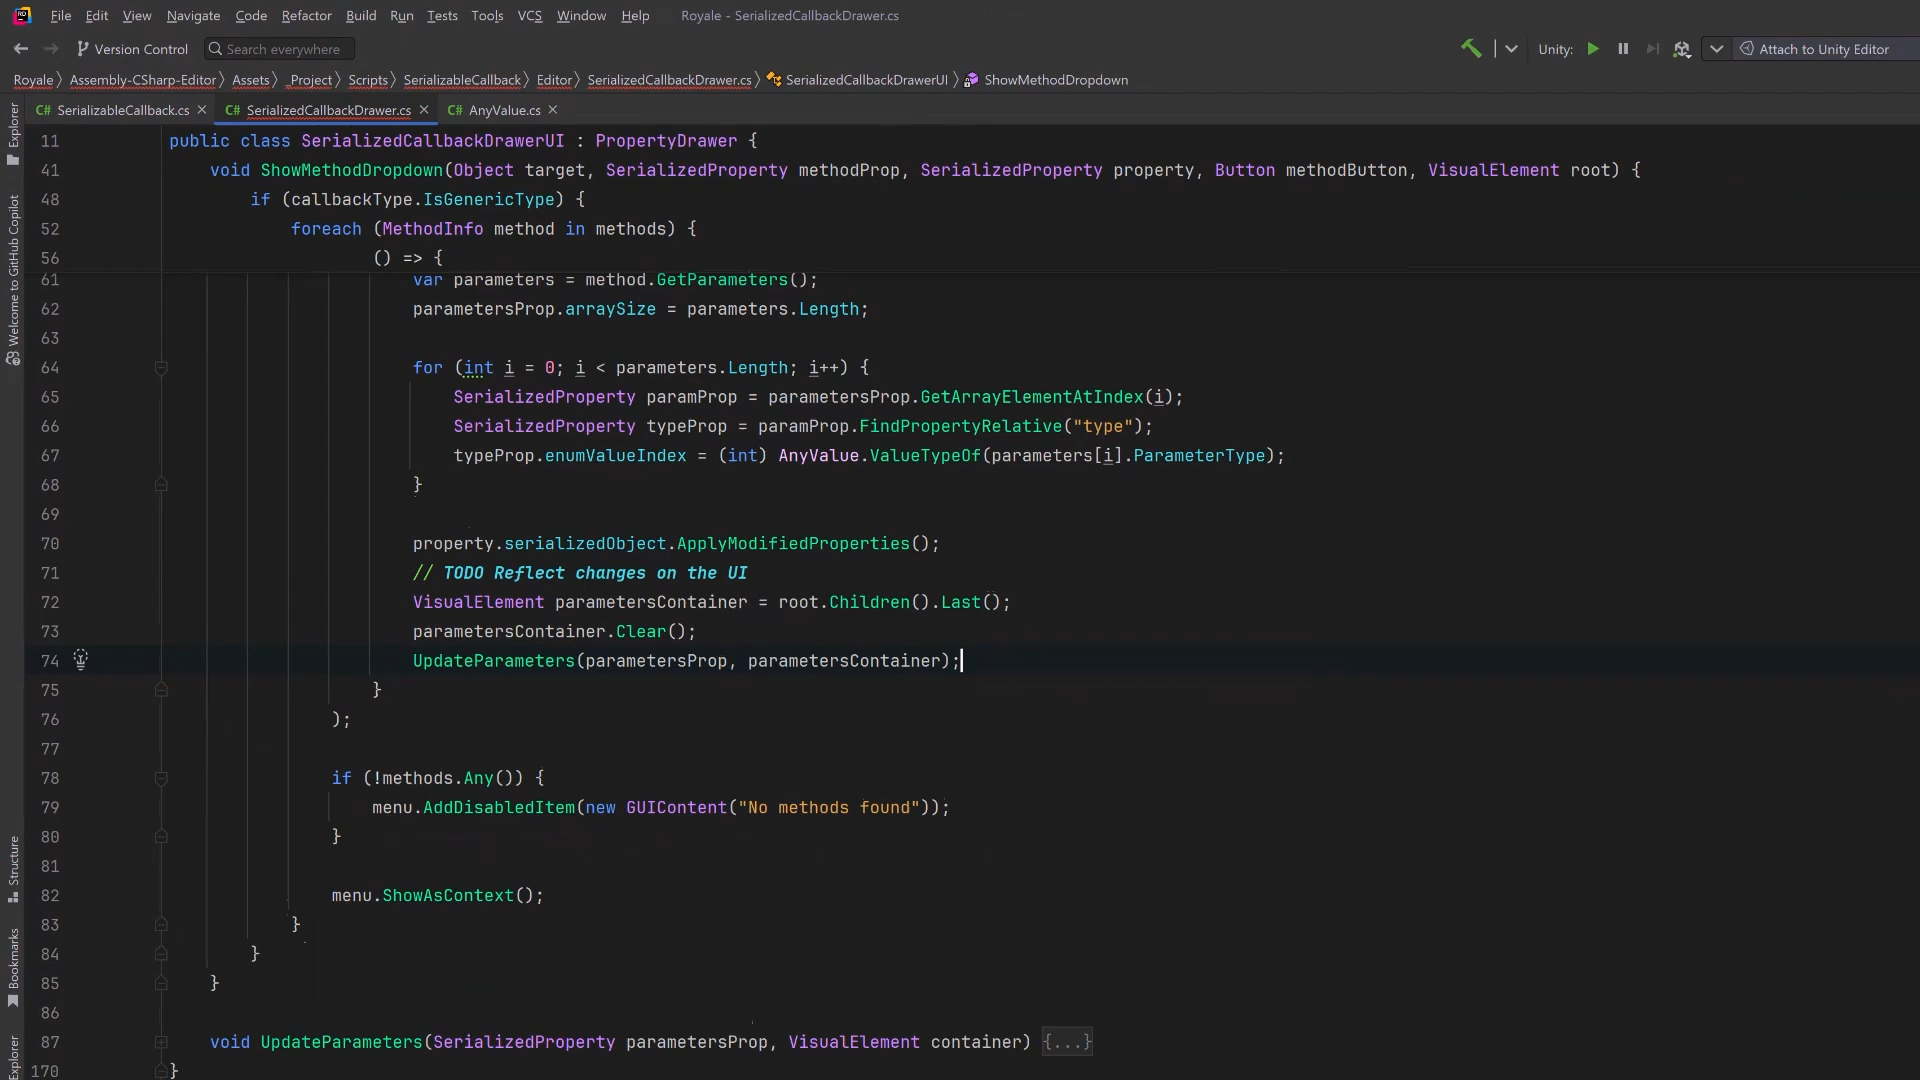 File Edit View Navigate Code Refactor Build Run Tests Tools VCS Window Help Royale - SerializedCallbackDrawer.cs
Version Control Search everywhere Unity: Attach to Unity Editor
Royale Assembly-CSharp-Editor Assets _Project Scripts SerializableCallback Editor SerializedCallbackDrawer.cs SerializedCallbackDrawerUI ShowMethodDropdown
C# SerializableCallback.cs C# SerializedCallbackDrawer.cs C# AnyValue.cs
Explorer
Welcome to GitHub Copilot
Structure
Bookmarks
Explorer
11 public class SerializedCallbackDrawerUI : PropertyDrawer {
41 void ShowMethodDropdown(Object target, SerializedProperty methodProp, SerializedProperty property, Button methodButton, VisualElement root) {
48 if (callbackType.IsGenericType) {
52 foreach (MethodInfo method in methods) {
56 () => {
61 var parameters = method.GetParameters();
62 parametersProp.arraySize = parameters.Length;
63
64 for (int i = 0; i < parameters.Length; i++) {
65 SerializedProperty paramProp = parametersProp.GetArrayElementAtIndex(i);
66 SerializedProperty typeProp = paramProp.FindPropertyRelative("type");
67 typeProp.enumValueIndex = (int) AnyValue.ValueTypeOf(parameters[i].ParameterType);
68 }
69
70 property.serializedObject.ApplyModifiedProperties();
71 // TODO Reflect changes on the UI
72 VisualElement parametersContainer = root.Children().Last();
73 parametersContainer.Clear();
74 UpdateParameters(parametersProp, parametersContainer);
75 }
76 );
77
78 if (!methods.Any()) {
79 menu.AddDisabledItem(new GUIContent("No methods found"));
80 }
81
82 menu.ShowAsContext();
83 }
84 }
85 }
86
87 void UpdateParameters(SerializedProperty parametersProp, VisualElement container) {...}
170 }